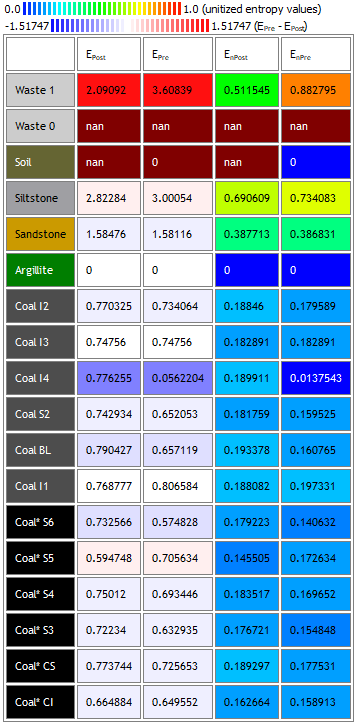 0.0 1.0 (unitized entropy values)
-1.51747 1.51747 (EPre - EPost)
EPost EPre EnPost EnPre
Waste 1 2.09092 3.60839 0.511545 0.882795
Waste 0 nan nan nan nan
Soil nan 0 nan 0
Siltstone 2.82284 3.00054 0.690609 0.734083
Sandstone 1.58476 1.58116 0.387713 0.386831
Argillite 0 0 0 0
Coal I2 0.770325 0.734064 0.18846 0.179589
Coal I3 0.74756 0.74756 0.182891 0.182891
Coal I4 0.776255 0.0562204 0.189911 0.0137543
Coal S2 0.742934 0.652053 0.181759 0.159525
Coal BL 0.790427 0.657119 0.193378 0.160765
Coal I1 0.768777 0.806584 0.188082 0.197331
Coal* S6 0.732566 0.574828 0.179223 0.140632
Coal* S5 0.594748 0.705634 0.145505 0.172634
Coal* S4 0.75012 0.693446 0.183517 0.169652
Coal* S3 0.72234 0.632935 0.176721 0.154848
Coal* CS 0.773744 0.725653 0.189297 0.177531
Coal* CI 0.664884 0.649552 0.162664 0.158913